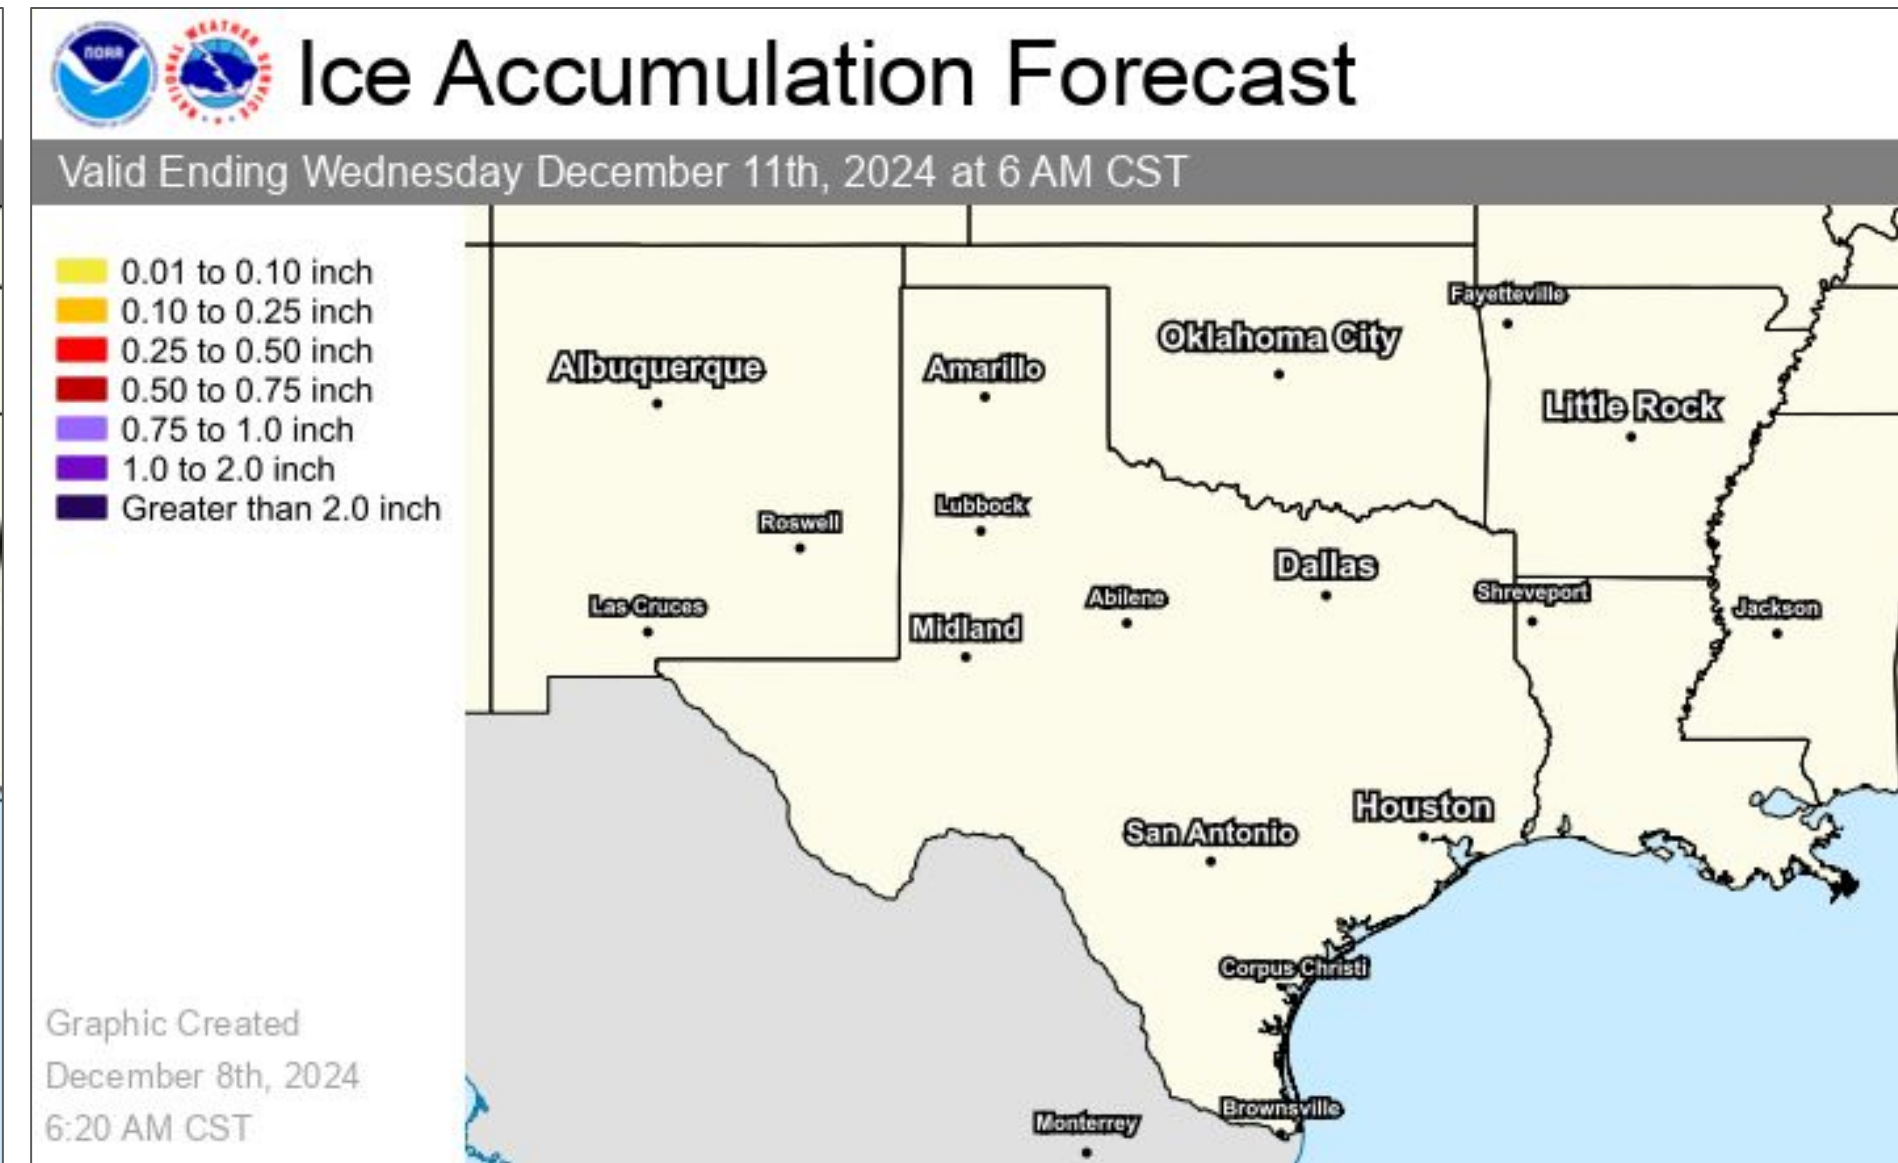 NOAA
NATIONAL WEATHER SERVICE
Ice Accumulation Forecast
Valid Ending Wednesday December 11th, 2024 at 6 AM CST
0.01 to 0.10 inch
0.10 to 0.25 inch
0.25 to 0.50 inch
0.50 to 0.75 inch
0.75 to 1.0 inch
1.0 to 2.0 inch
Greater than 2.0 inch
Fayetteville
Oklahoma City
Albuquerque
Amarillo
Little Rock
Lubbock
Roswell
Dallas
Shreveport
Abilene
Las Cruces
Jackson
Midland
Houston
San Antonio
Corpus Christi
Brownsville
Monterrey
Graphic Created
December 8th, 2024
6:20 AM CST